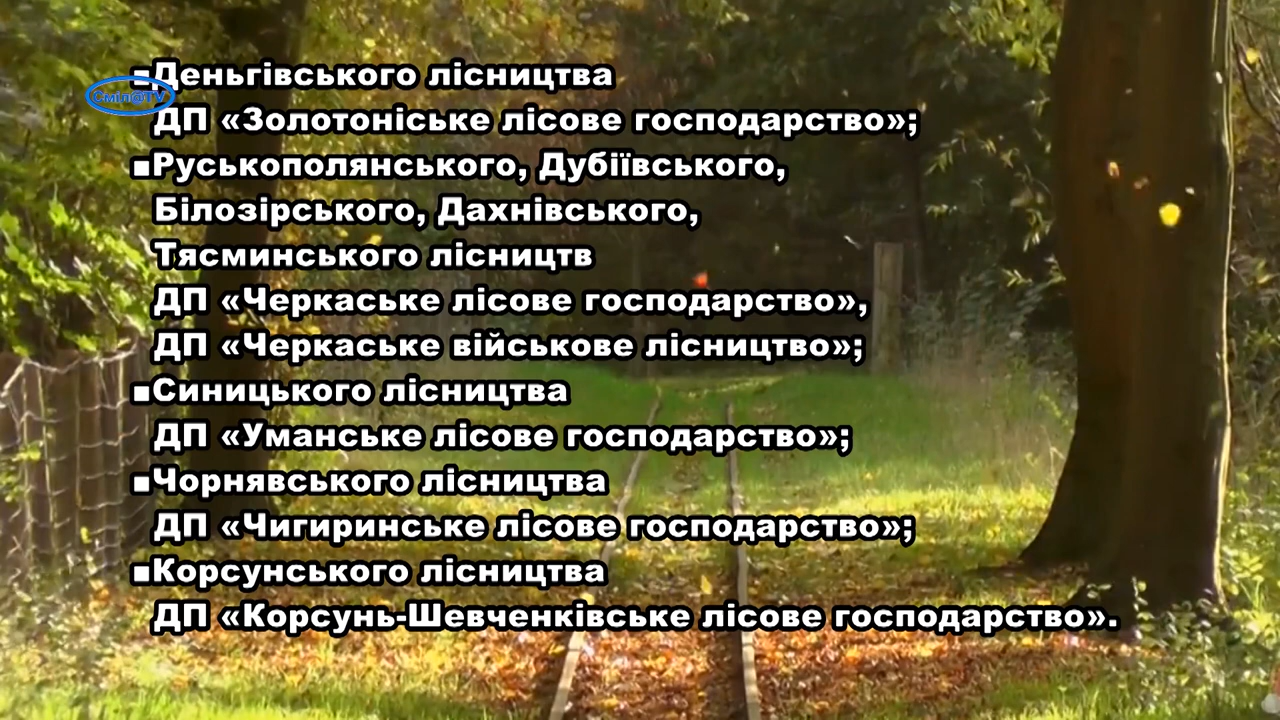 ▪Деньгівського лісництва
Сміл@TV
ДП «Золотоніське лісове господарство»;
▪Руськополянського, Дубіївського,
Білозірського, Дахнівського,
Тясминського лісництв
ДП «Черкаське лісове господарство»,
ДП «Черкаське військове лісництво»;
▪Синицького лісництва
ДП «Уманське лісове господарство»;
▪Чорнявського лісництва
ДП «Чигиринське лісове господарство»;
▪Корсунського лісництва
ДП «Корсунь-Шевченківське лісове господарство».